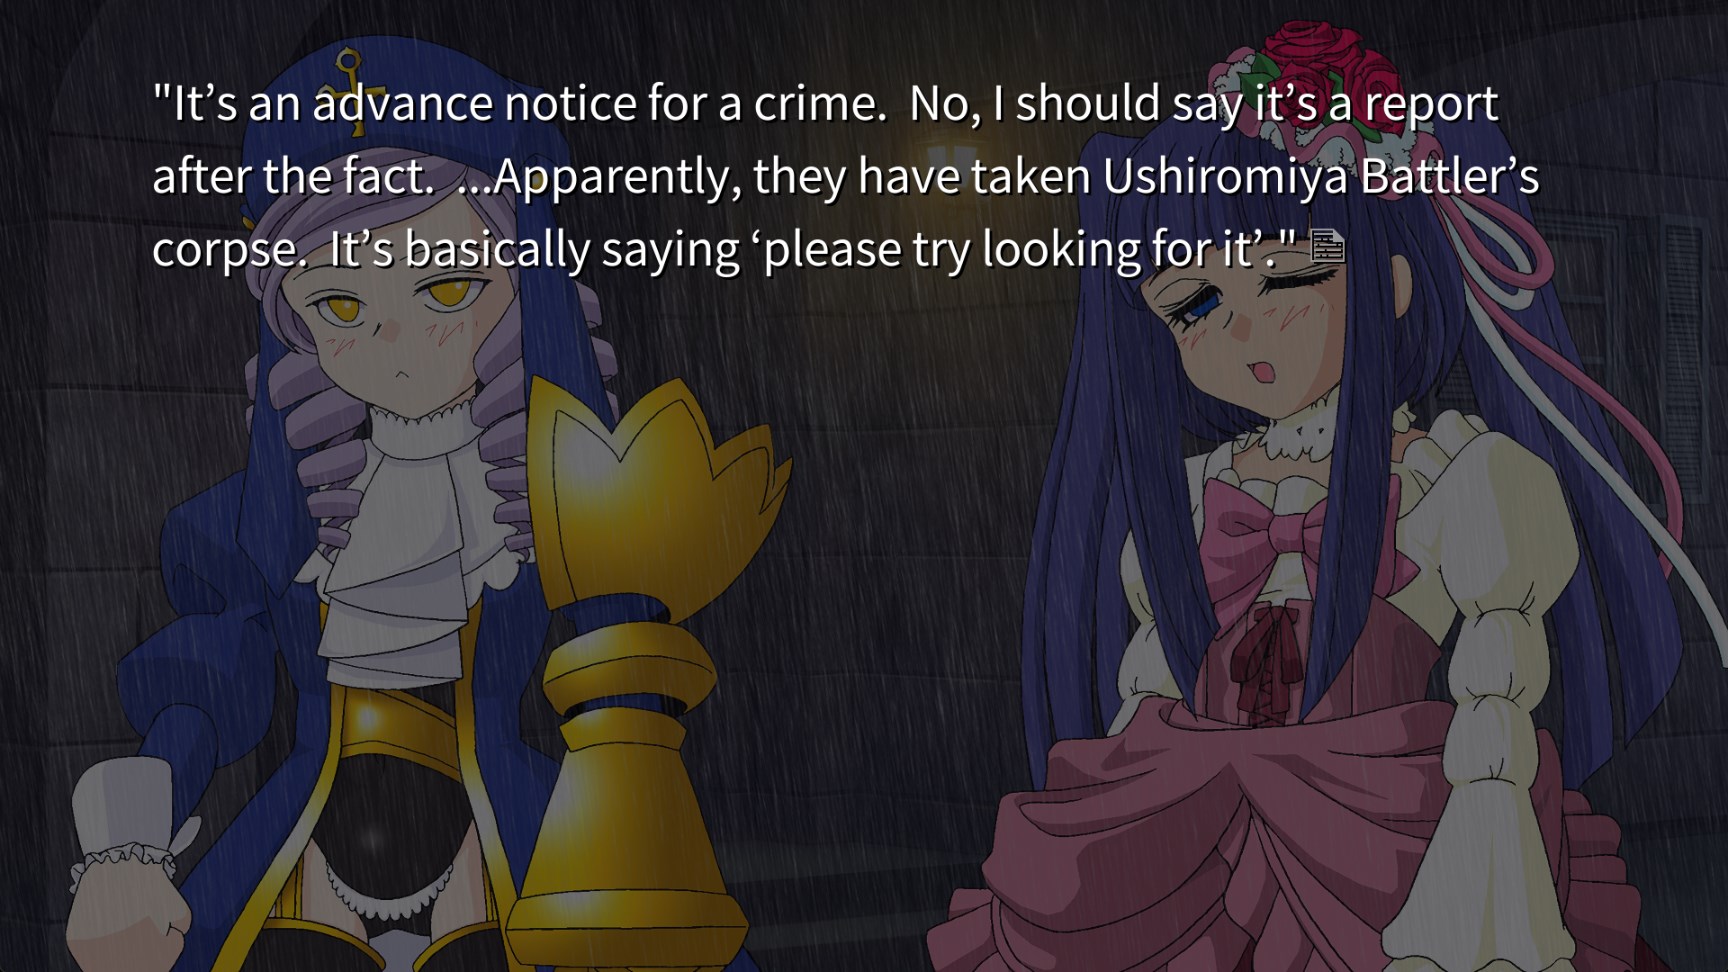 "It’s an advance notice for a crime.  No, I should say it’s a report
after the fact.  ...Apparently, they have taken Ushiromiya Battler’s
corpse.  It’s basically saying ‘please try looking for it’."